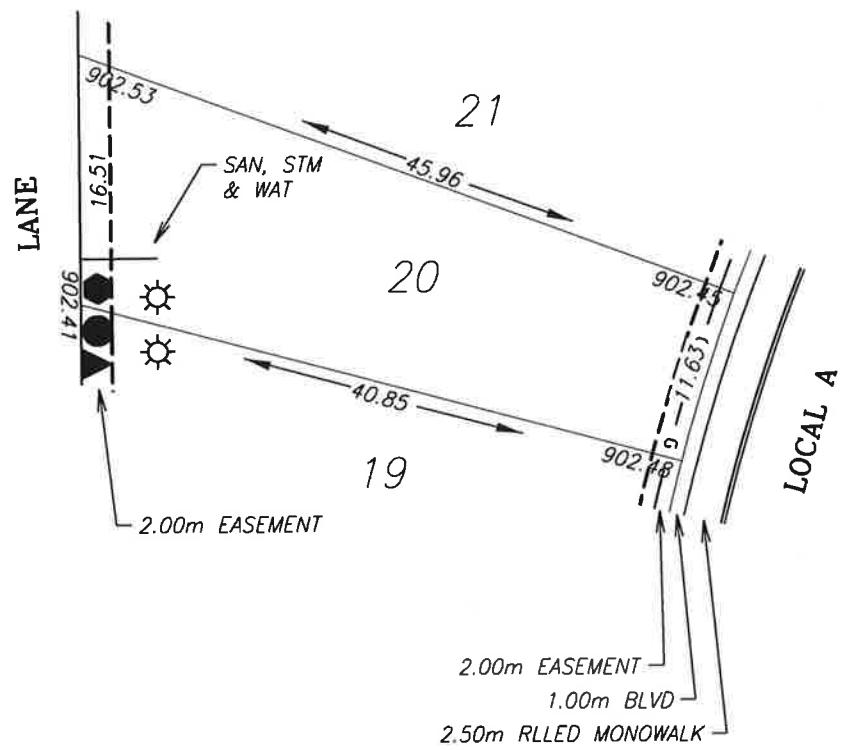 902.53
21
LANE
16.51
SAN, STM
& WAT
45.96
20
902.45
902.41
11.63)
G
40.85
902.48
LOCAL A
19
2.00m EASEMENT
2.00m EASEMENT
1.00m BLVD
2.50m RLLED MONOWALK